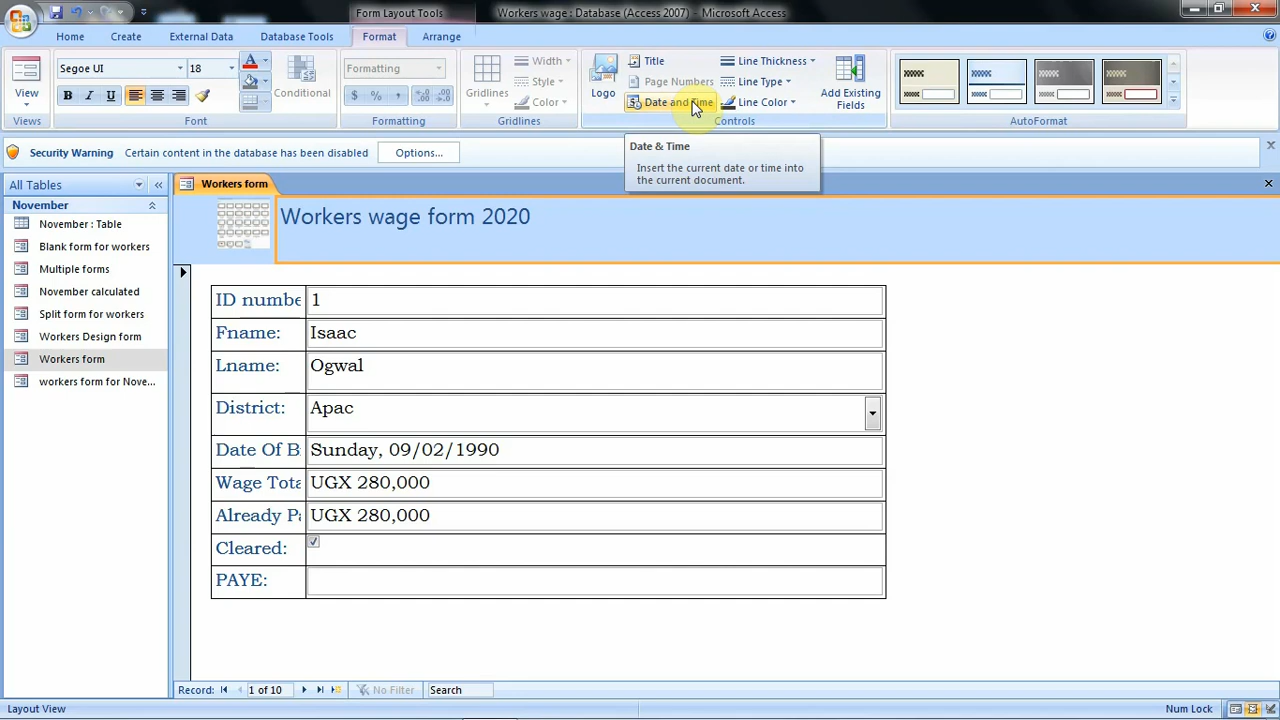 Form Layout Tools
Workers wage : Database (Access 2007) - Microsoft Access
Home
Create
External Data
Database Tools
Format
Arrange
View
Views
Segoe UI
18
B I U
A
Conditional
Font
Formatting
$ % ,
Formatting
Gridlines
Width
Style
Color
Gridlines
Logo
Title
Page Numbers
Date and Time
Line Thickness
Line Type
Line Color
Add Existing
Fields
Controls
AutoFormat
Date & Time
Insert the current date or time into
the current document.
Security Warning
Certain content in the database has been disabled
Options...
All Tables
November
November : Table
Blank form for workers
Multiple forms
November calculated
Split form for workers
Workers Design form
Workers form
workers form for Nove...
Workers form
Workers wage form 2020
ID numbe
1
Fname:
Isaac
Lname:
Ogwal
District:
Apac
Date Of B
Sunday, 09/02/1990
Wage Tota
UGX 280,000
Already Pa
UGX 280,000
Cleared:
PAYE:
Record:
1 of 10
No Filter
Search
Layout View
Num Lock